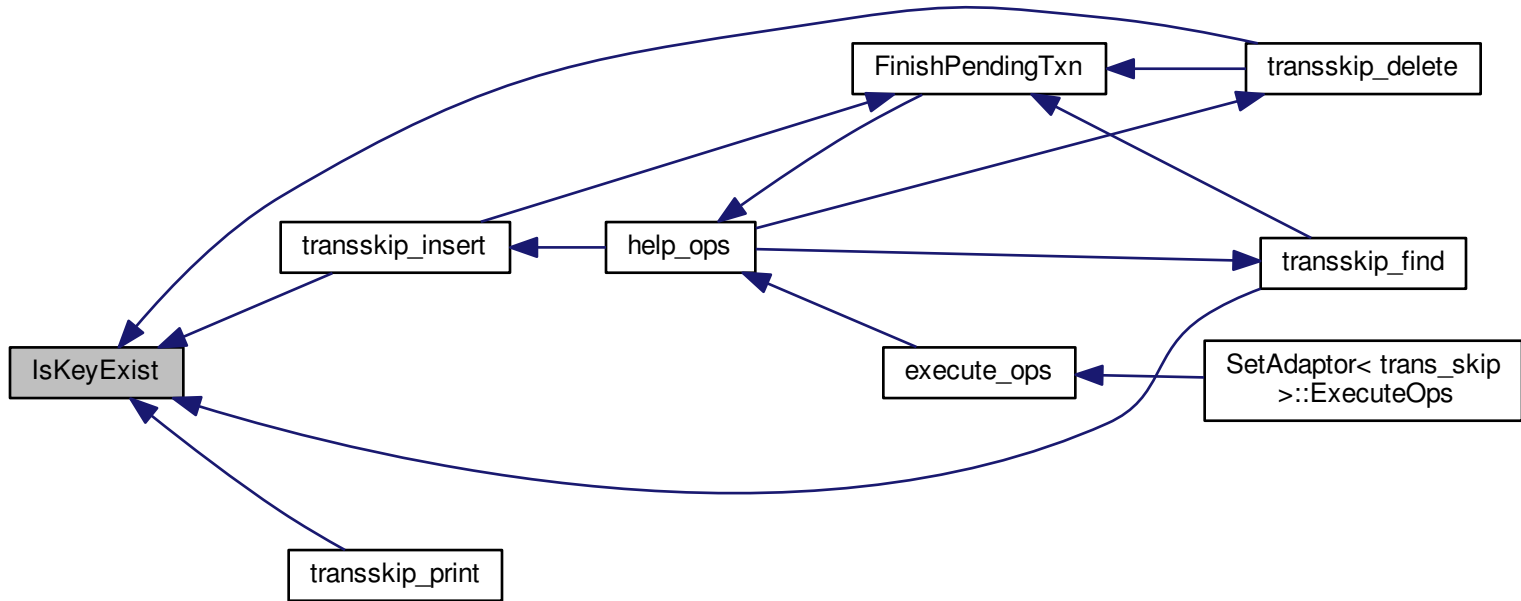 FinishPendingTxn
transskip_delete
transskip_insert
help_ops
transskip_find
IsKeyExist
execute_ops
SetAdaptor< trans_skip
>::ExecuteOps
transskip_print